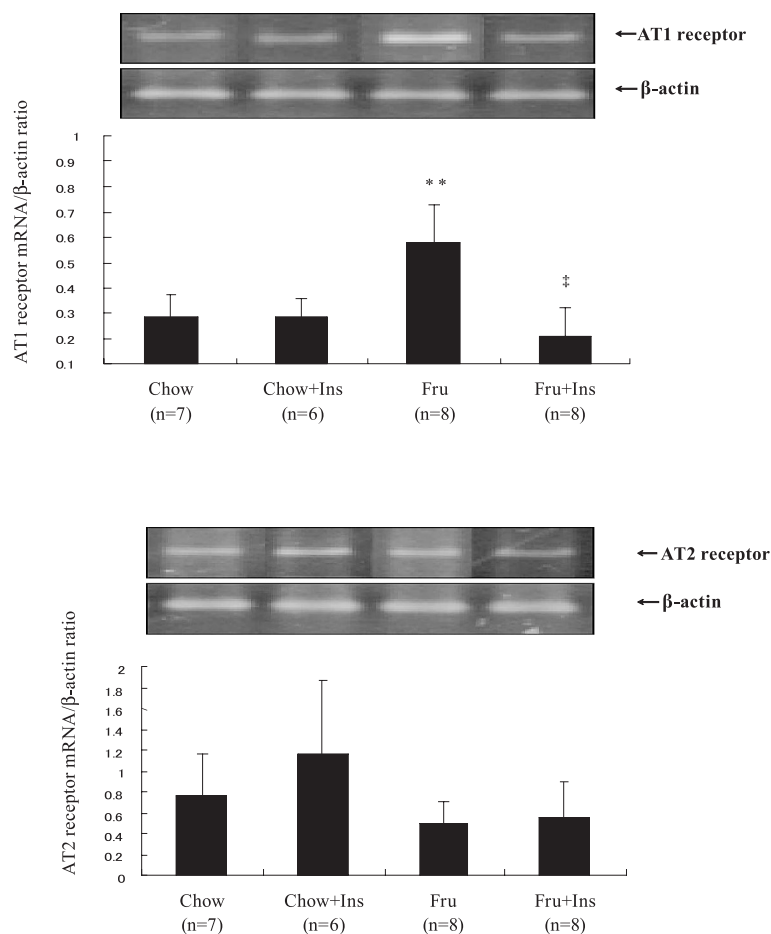 ←AT1 receptor
←β-actin
AT1 receptor mRNA/β-actin ratio
1
0.9
0.8
0.7
0.6
0.5
0.4
0.3
0.2
0.1
**
‡
Chow Chow+Ins Fru Fru+Ins
(n=7) (n=6) (n=8) (n=8)
←AT2 receptor
←β-actin
AT2 receptor mRNA/β-actin ratio
2
1.8
1.6
1.4
1.2
1
0.8
0.6
0.4
0.2
0
Chow Chow+Ins Fru Fru+Ins
(n=7) (n=6) (n=8) (n=8)